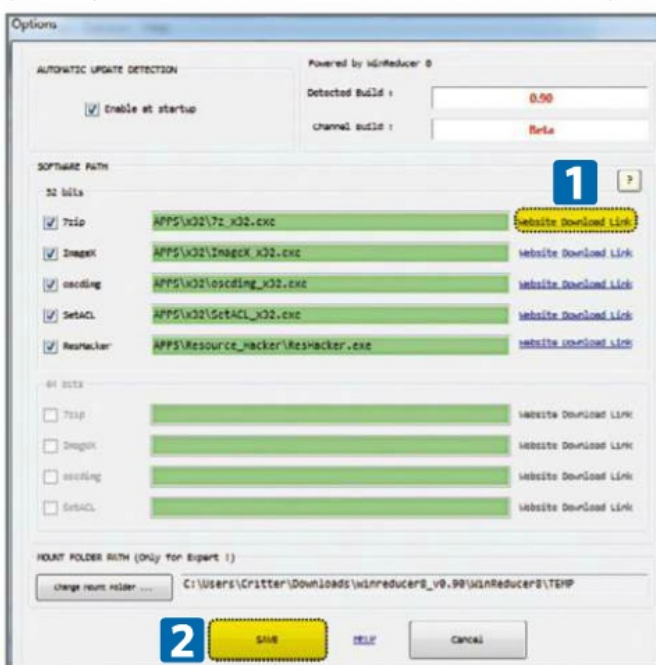 Options
AUTOMATIC UPDATE DETECTION
Enable at startup
Powered by WinReducer 8
Detected Build :
0.90
Channel Build :
Beta
SOFTWARE PATH
1
?
32 bits
7zip
APPS\x32\7z_x32.exe
Website Download Link
ImageX
APPS\x32\ImageX_x32.exe
Website Download Link
oscding
APPS\x32\oscding_x32.exe
Website Download Link
SetACL
APPS\x32\SetACL_x32.exe
Website Download Link
ResHacker
APPS\Resource_Hacker\ResHacker.exe
Website Download Link
64 bits
7zip
Website Download Link
ImageX
Website Download Link
oscding
Website Download Link
SetACL
Website Download Link
MOUNT FOLDER PATH (Only for Expert !)
Change mount folder ...
C:\Users\Critter\Downloads\winreducer8_v0.90\WinReducer8\TEMP
2
SAVE
HELP
Cancel